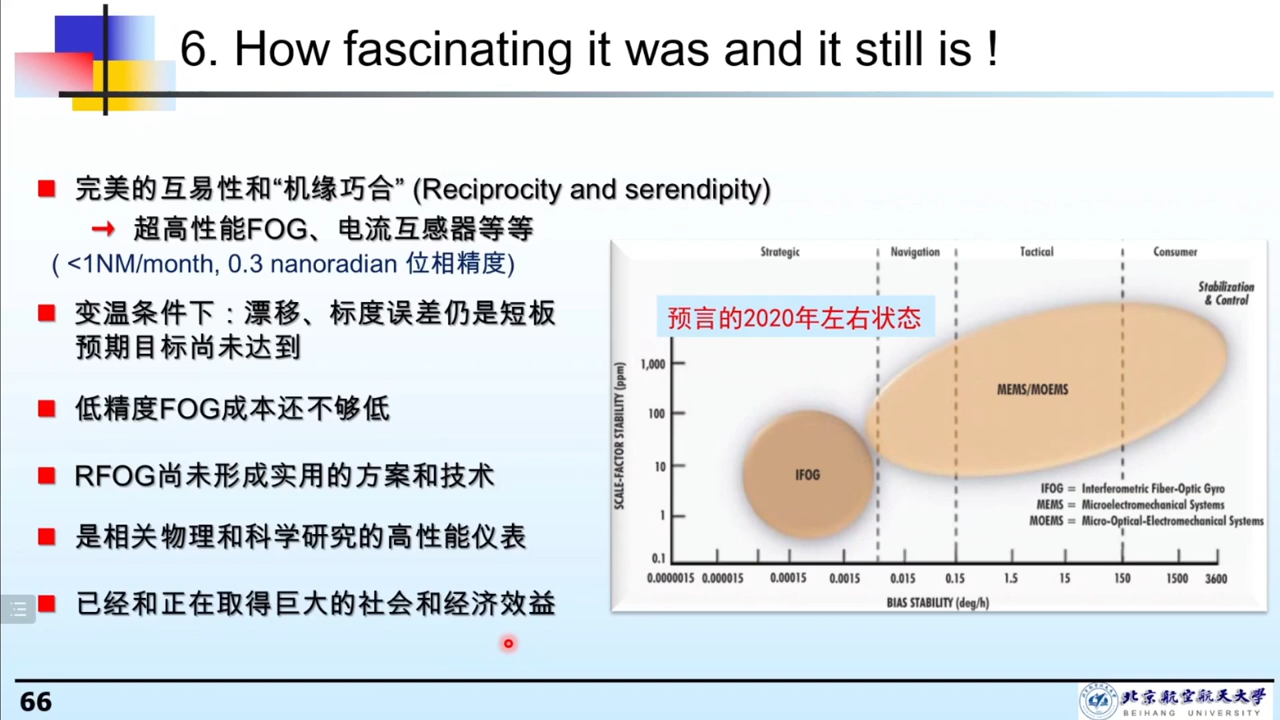 6. How fascinating it was and it still is !
完美的互易性和“机缘巧合” (Reciprocity and serendipity)
→ 超高性能FOG、电流互感器等等
( <1NM/month, 0.3 nanoradian 位相精度)
变温条件下：漂移、标度误差仍是短板
预期目标尚未达到
低精度FOG成本还不够低
RFOG尚未形成实用的方案和技术
是相关物理和科学研究的高性能仪表
已经和正在取得巨大的社会和经济效益
Strategic Navigation Tactical Consumer
Stabilization
& Control
预言的2020年左右状态
SCALE-FACTOR STABILITY (ppm)
1,000
100
10
1
0.1
MEMS/MOEMS
IFOG
IFOG = Interferometric Fiber-Optic Gyro
MEMS = Microelectromechanical Systems
MOEMS = Micro-Optical-Electromechanical Systems
0.0000015 0.000015 0.00015 0.0015 0.015 0.15 1.5 15 150 1500 3600
BIAS STABILITY (deg/h)
66
北京航空航天大学
BEIHANG UNIVERSITY